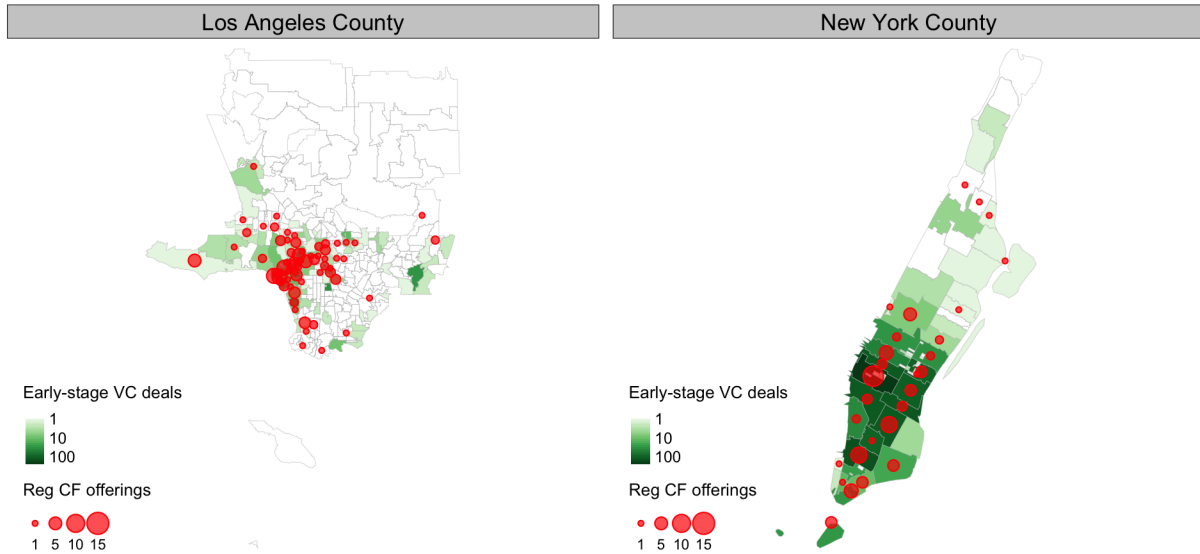 Los Angeles County
New York County
Early-stage VC deals
1
10
100
Reg CF offerings
1 5 10 15
Early-stage VC deals
1
10
100
Reg CF offerings
1 5 10 15